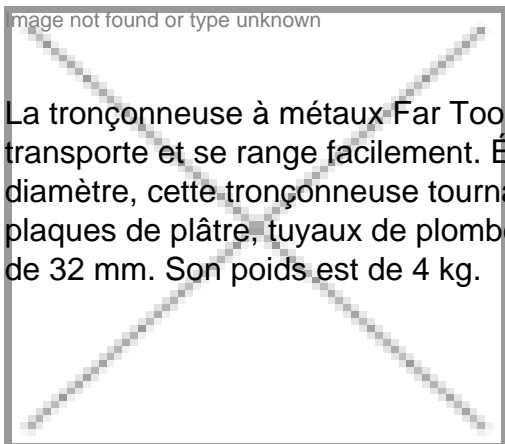 Image not found or type unknown
La tronçonneuse à métaux Far Too
transporte et se range facilement. É
diamètre, cette tronçonneuse tourna
plaques de plâtre, tuyaux de plombe
de 32 mm. Son poids est de 4 kg.